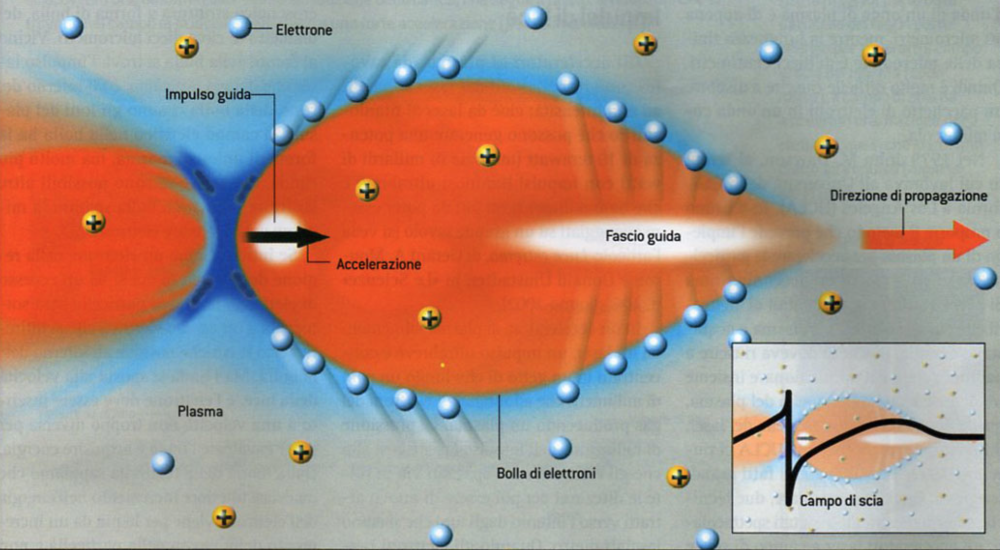 Elettrone
Impulso guida
Direzione di propagazione
Fascio guida
Accelerazione
Plasma
Bolla di elettroni
Campo di scia